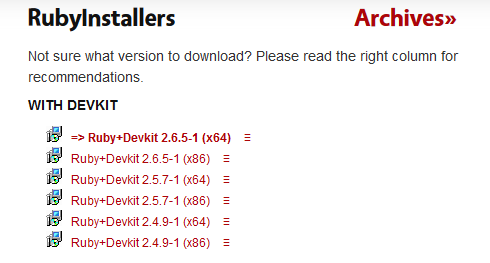 RubyInstallers Archives»
Not sure what version to download? Please read the right column for
recommendations.
WITH DEVKIT
=> Ruby+Devkit 2.6.5-1 (x64) ≡
Ruby+Devkit 2.6.5-1 (x86) ≡
Ruby+Devkit 2.5.7-1 (x64) ≡
Ruby+Devkit 2.5.7-1 (x86) ≡
Ruby+Devkit 2.4.9-1 (x64) ≡
Ruby+Devkit 2.4.9-1 (x86) ≡